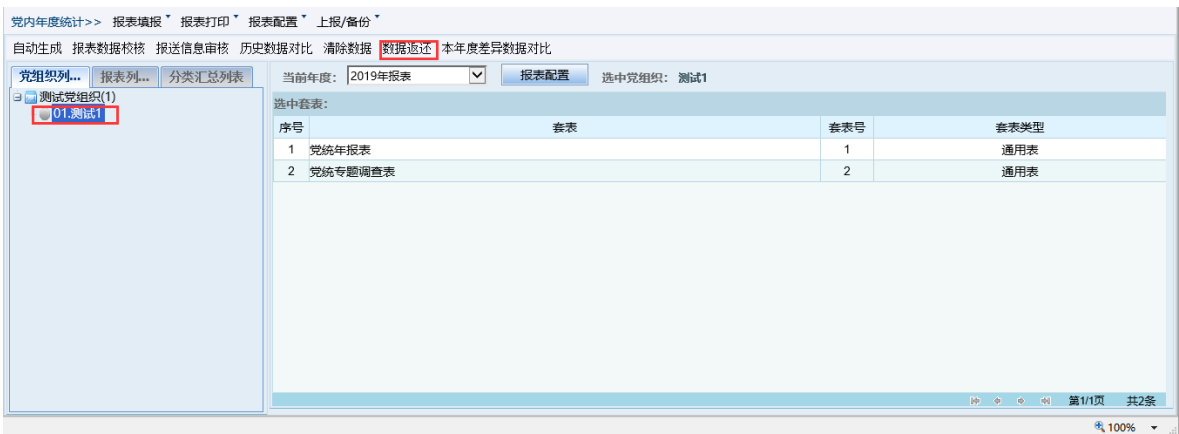 党内年度统计>> 报表填报 报表打印 报表配置 上报/备份
自动生成 报表数据校核 报送信息审核 历史数据对比 清除数据 数据返还 本年度差异数据对比
党组织列... 报表列... 分类汇总列表 当前年度: 2019年报表 报表配置 选中党组织: 测试1
测试党组织(1)
01.测试1
选中套表:
序号 套表 套表号 套表类型
1 党统年报表 1 通用表
2 党统专题调查表 2 通用表
第1/1页 共2条
100%